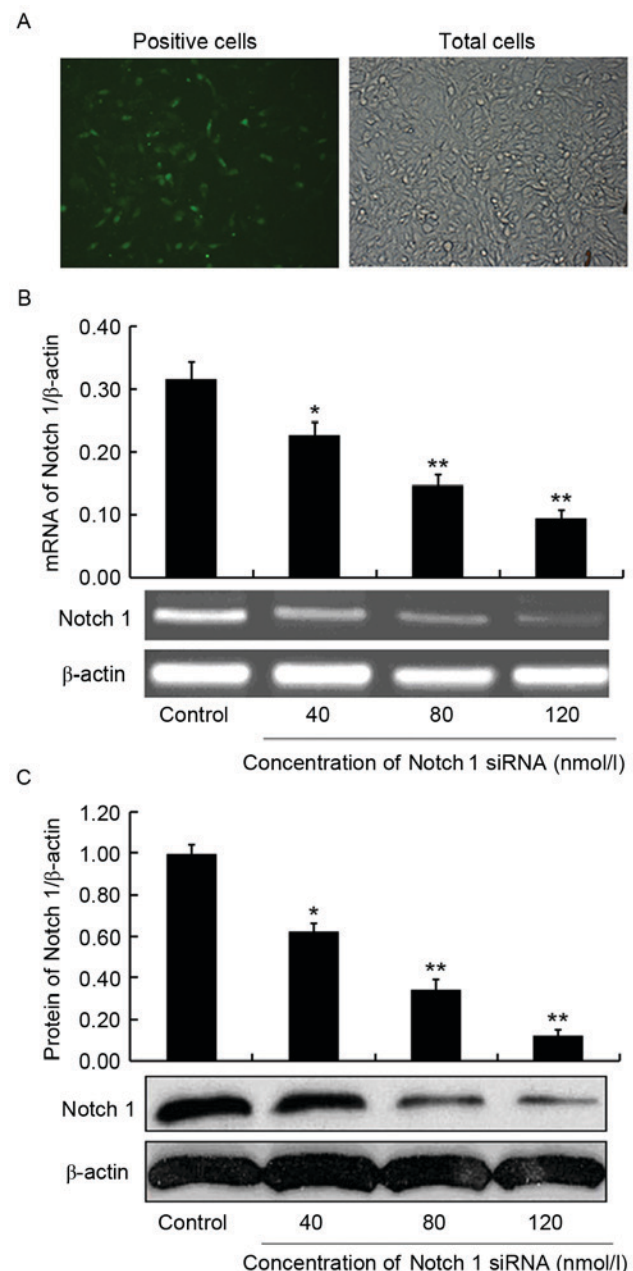 A
Positive cells
Total cells
B
mRNA of Notch 1/β-actin
0.40
0.30
0.20
0.10
0.00
*
**
**
Notch 1
β-actin
Control 40 80 120
Concentration of Notch 1 siRNA (nmol/l)
C
Protein of Notch 1/β-actin
1.20
1.00
0.60
0.40
0.20
0.00
*
**
**
Notch 1
β-actin
Control 40 80 120
Concentration of Notch 1 siRNA (nmol/l)